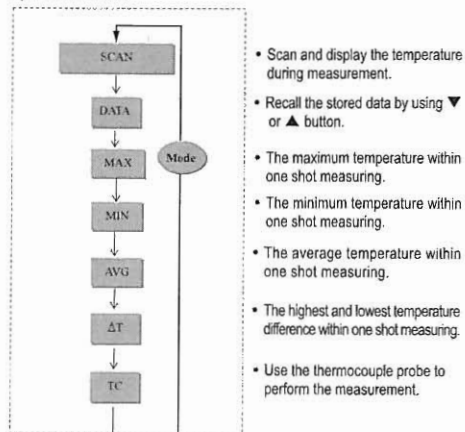 SCAN
DATA
MAX
Mode
MIN
AVG
ΔT
TC
• Scan and display the temperature
during measurement.
• Recall the stored data by using ▼
or ▲ button.
• The maximum temperature within
one shot measuring.
• The minimum temperature within
one shot measuring.
• The average temperature within
one shot measuring.
• The highest and lowest temperature
difference within one shot measuring.
• Use the thermocouple probe to
perform the measurement.